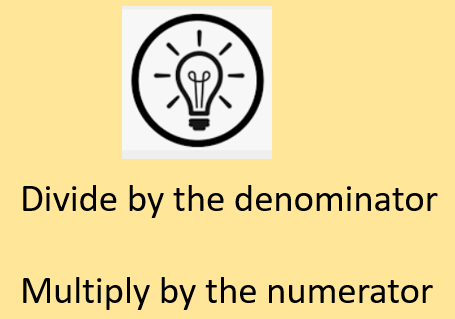 Divide by the denominator
Multiply by the numerator